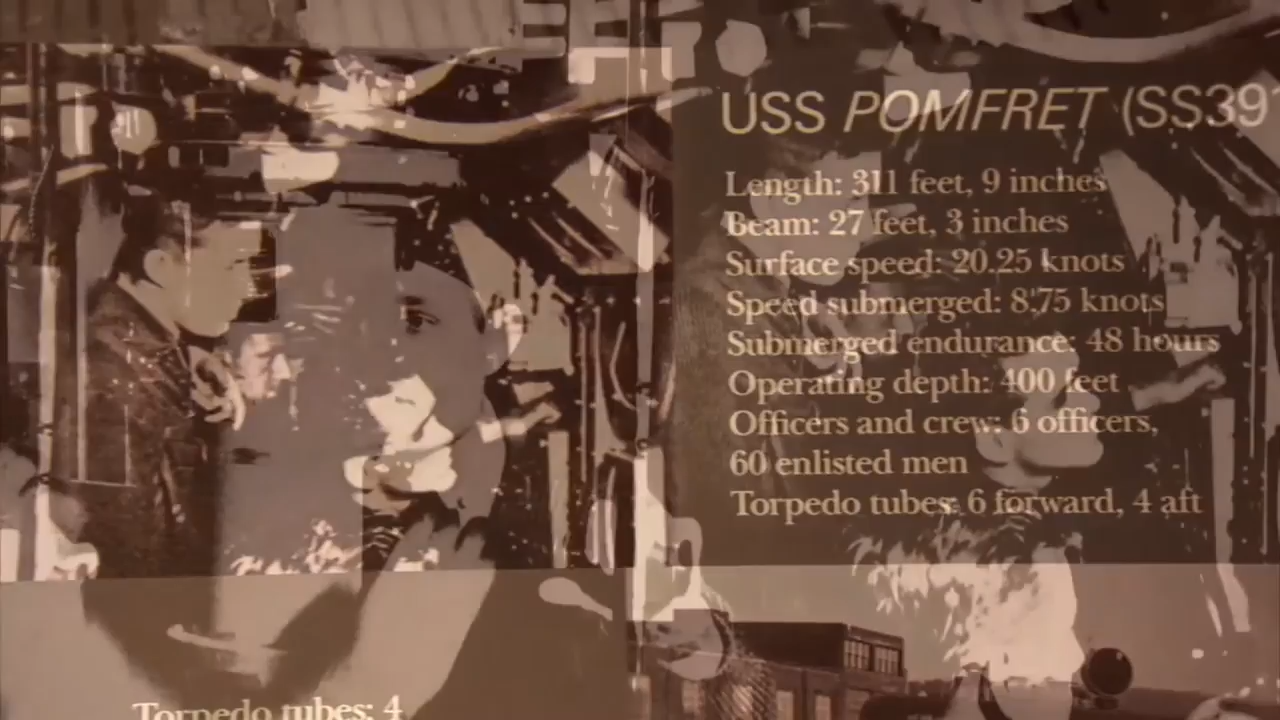 USS POMFRET (SS391
Length: 311 feet, 9 inches
Beam: 27 feet, 3 inches
Surface speed: 20.25 knots
Speed submerged: 8.75 knots
Submerged endurance: 48 hours
Operating depth: 400 feet
Officers and crew: 6 officers,
60 enlisted men
Torpedo tubes: 6 forward, 4 aft
Torpedo tubes: 4